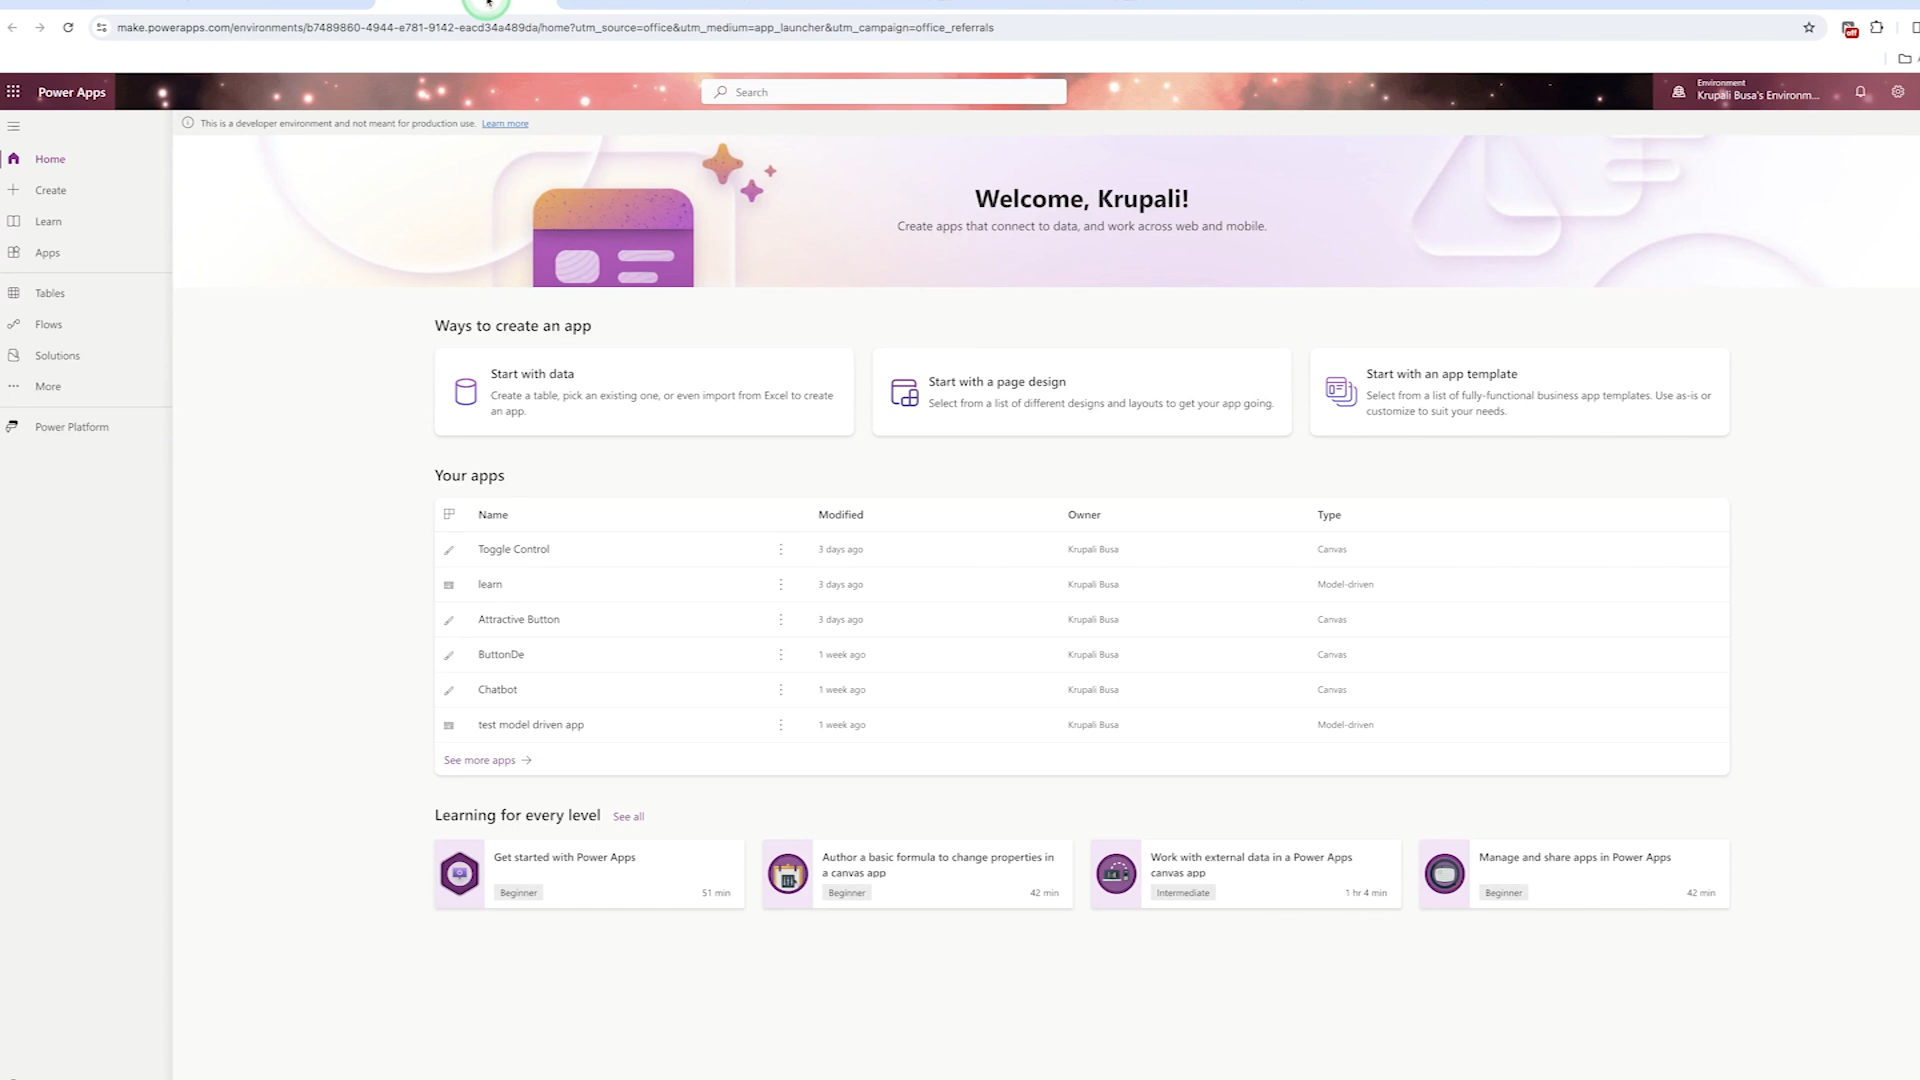 make.powerapps.com/environments/b7489860-4944-e781-9142-eacd34a489da/home?utm_source=office&utm_medium=app_launcher&utm_campaign=office_referrals
off
Power Apps
Search
Environment
Krupali Busa's Environm...
This is a developer environment and not meant for production use. Learn more
Home
Create
Learn
Apps
Tables
Flows
Solutions
More
Power Platform
Welcome, Krupali!
Create apps that connect to data, and work across web and mobile.
Ways to create an app
Start with data
Create a table, pick an existing one, or even import from Excel to create
an app.
Start with a page design
Select from a list of different designs and layouts to get your app going.
Start with an app template
Select from a list of fully-functional business app templates. Use as-is or
customize to suit your needs.
Your apps
Name Modified Owner Type
Toggle Control 3 days ago Krupali Busa Canvas
learn 3 days ago Krupali Busa Model-driven
Attractive Button 3 days ago Krupali Busa Canvas
ButtonDe 1 week ago Krupali Busa Canvas
Chatbot 1 week ago Krupali Busa Canvas
test model driven app 1 week ago Krupali Busa Model-driven
See more apps
Learning for every level See all
Get started with Power Apps
Beginner 51 min
Author a basic formula to change properties in
a canvas app
Beginner 42 min
Work with external data in a Power Apps
canvas app
Intermediate 1 hr 4 min
Manage and share apps in Power Apps
Beginner 42 min